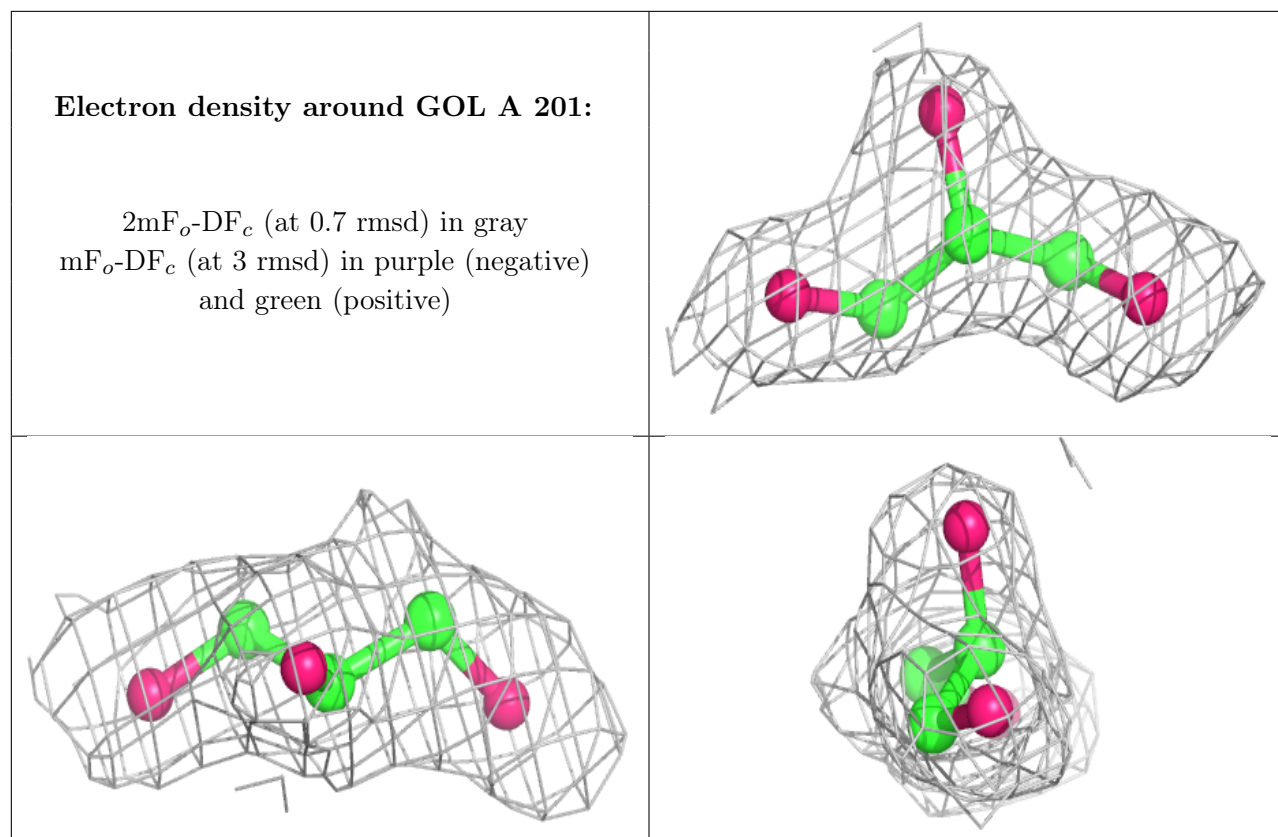 Electron density around GOL A 201:
2mFo-DFc (at 0.7 rmsd) in gray
mFo-DFc (at 3 rmsd) in purple (negative)
and green (positive)